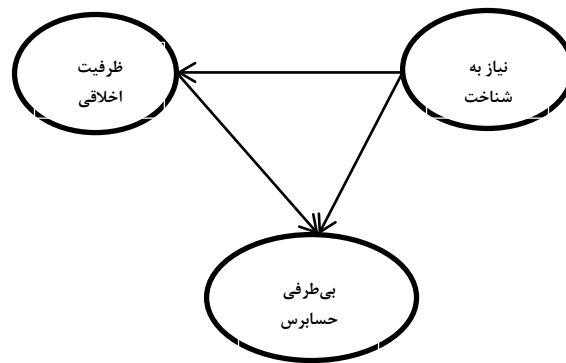 نیاز به
شناخت
ظرفیت
اخلاقی
بی‌طرفی
حسابرس